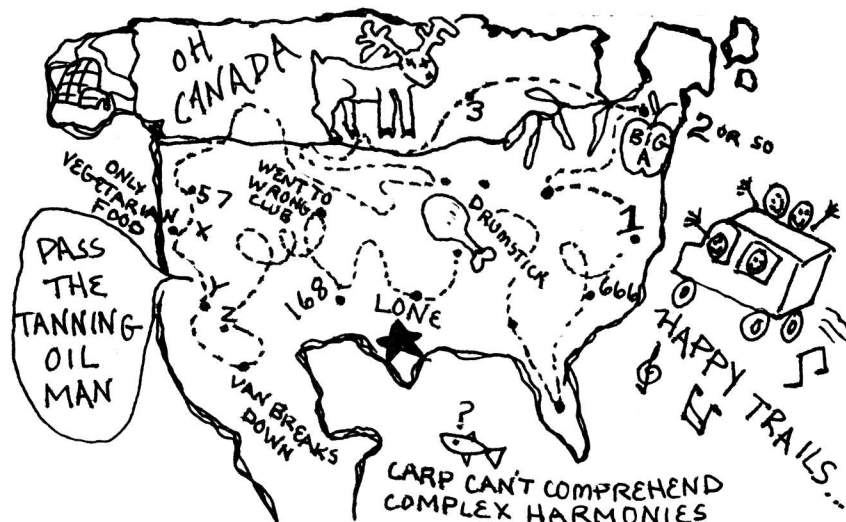 OH
CANADA
3
BIG
A
2 OR SO
ONLY
VEGETARIAN
FOOD
57
X
WENT TO
WRONG
CLUB
DRUMSTICK
1
PASS
THE
TANNING
OIL
MAN
Y
Z
168
LONE
666
VAN BREAKS
DOWN
HAPPY TRAILS...
?
CARP CAN'T COMPREHEND
COMPLEX HARMONIES